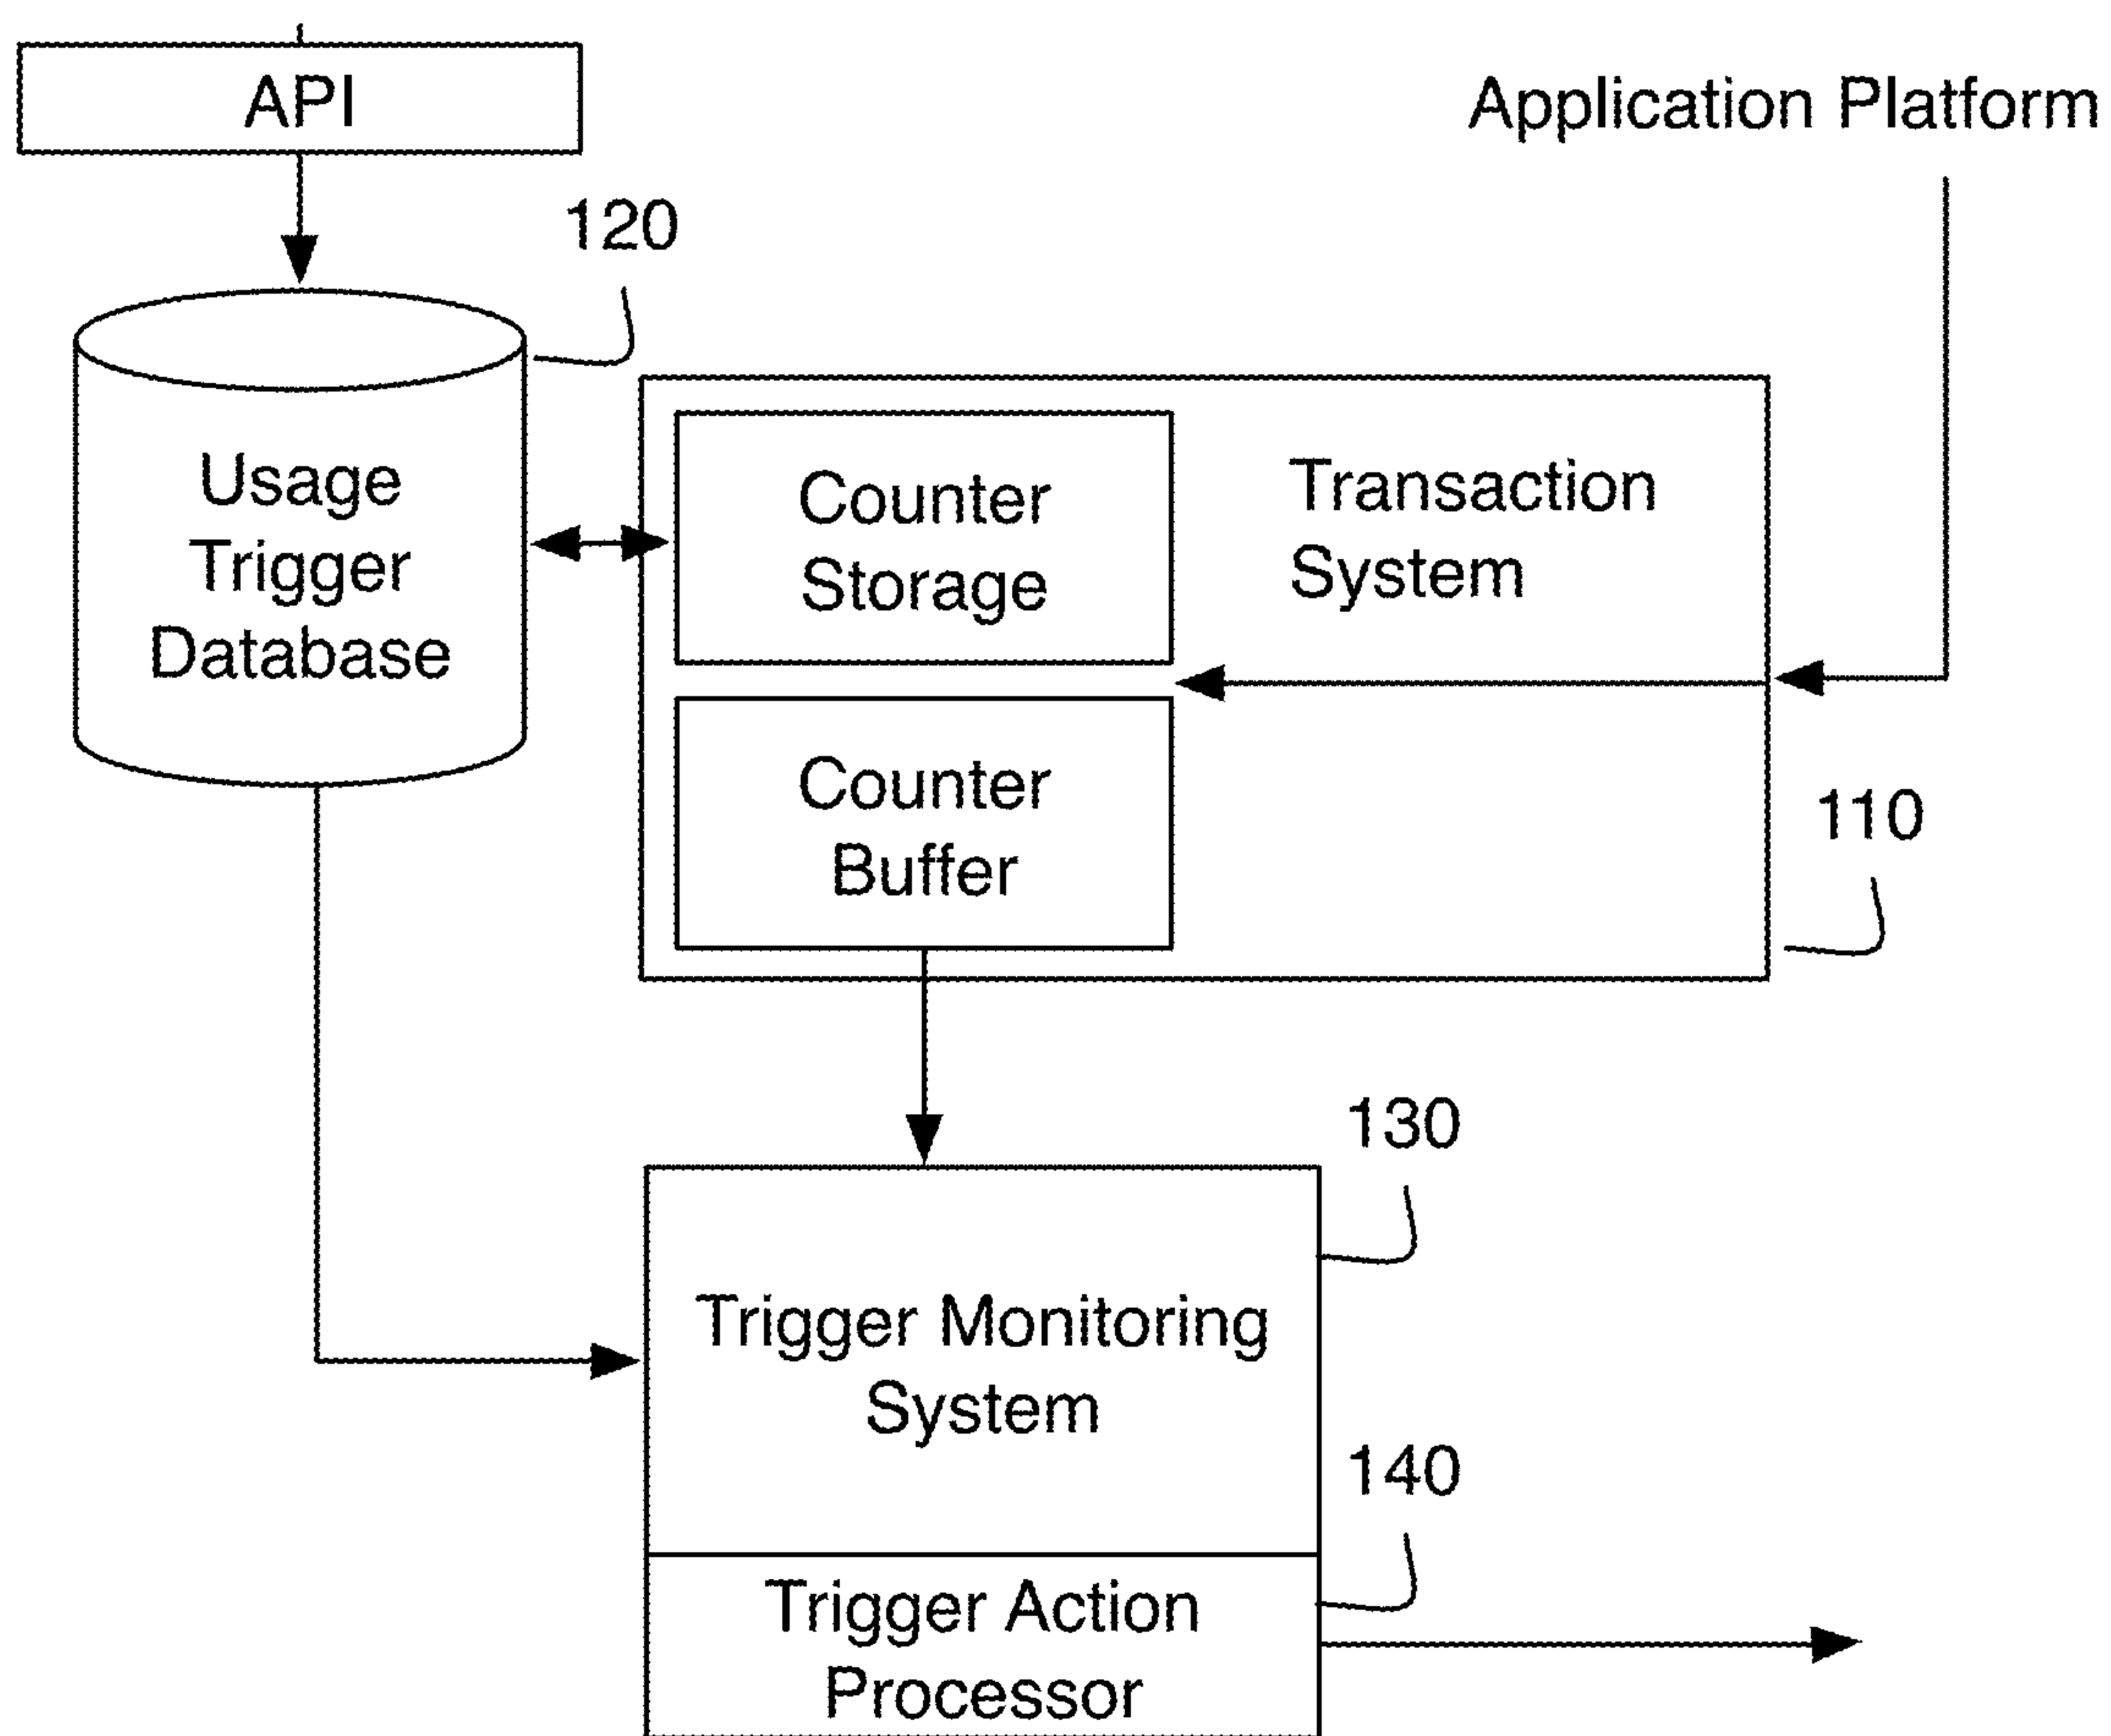 API
Application Platform
120
Usage
Trigger
Database
Counter
Storage
Transaction
System
Counter
Buffer
110
130
Trigger Monitoring
System
140
Trigger Action
Processor